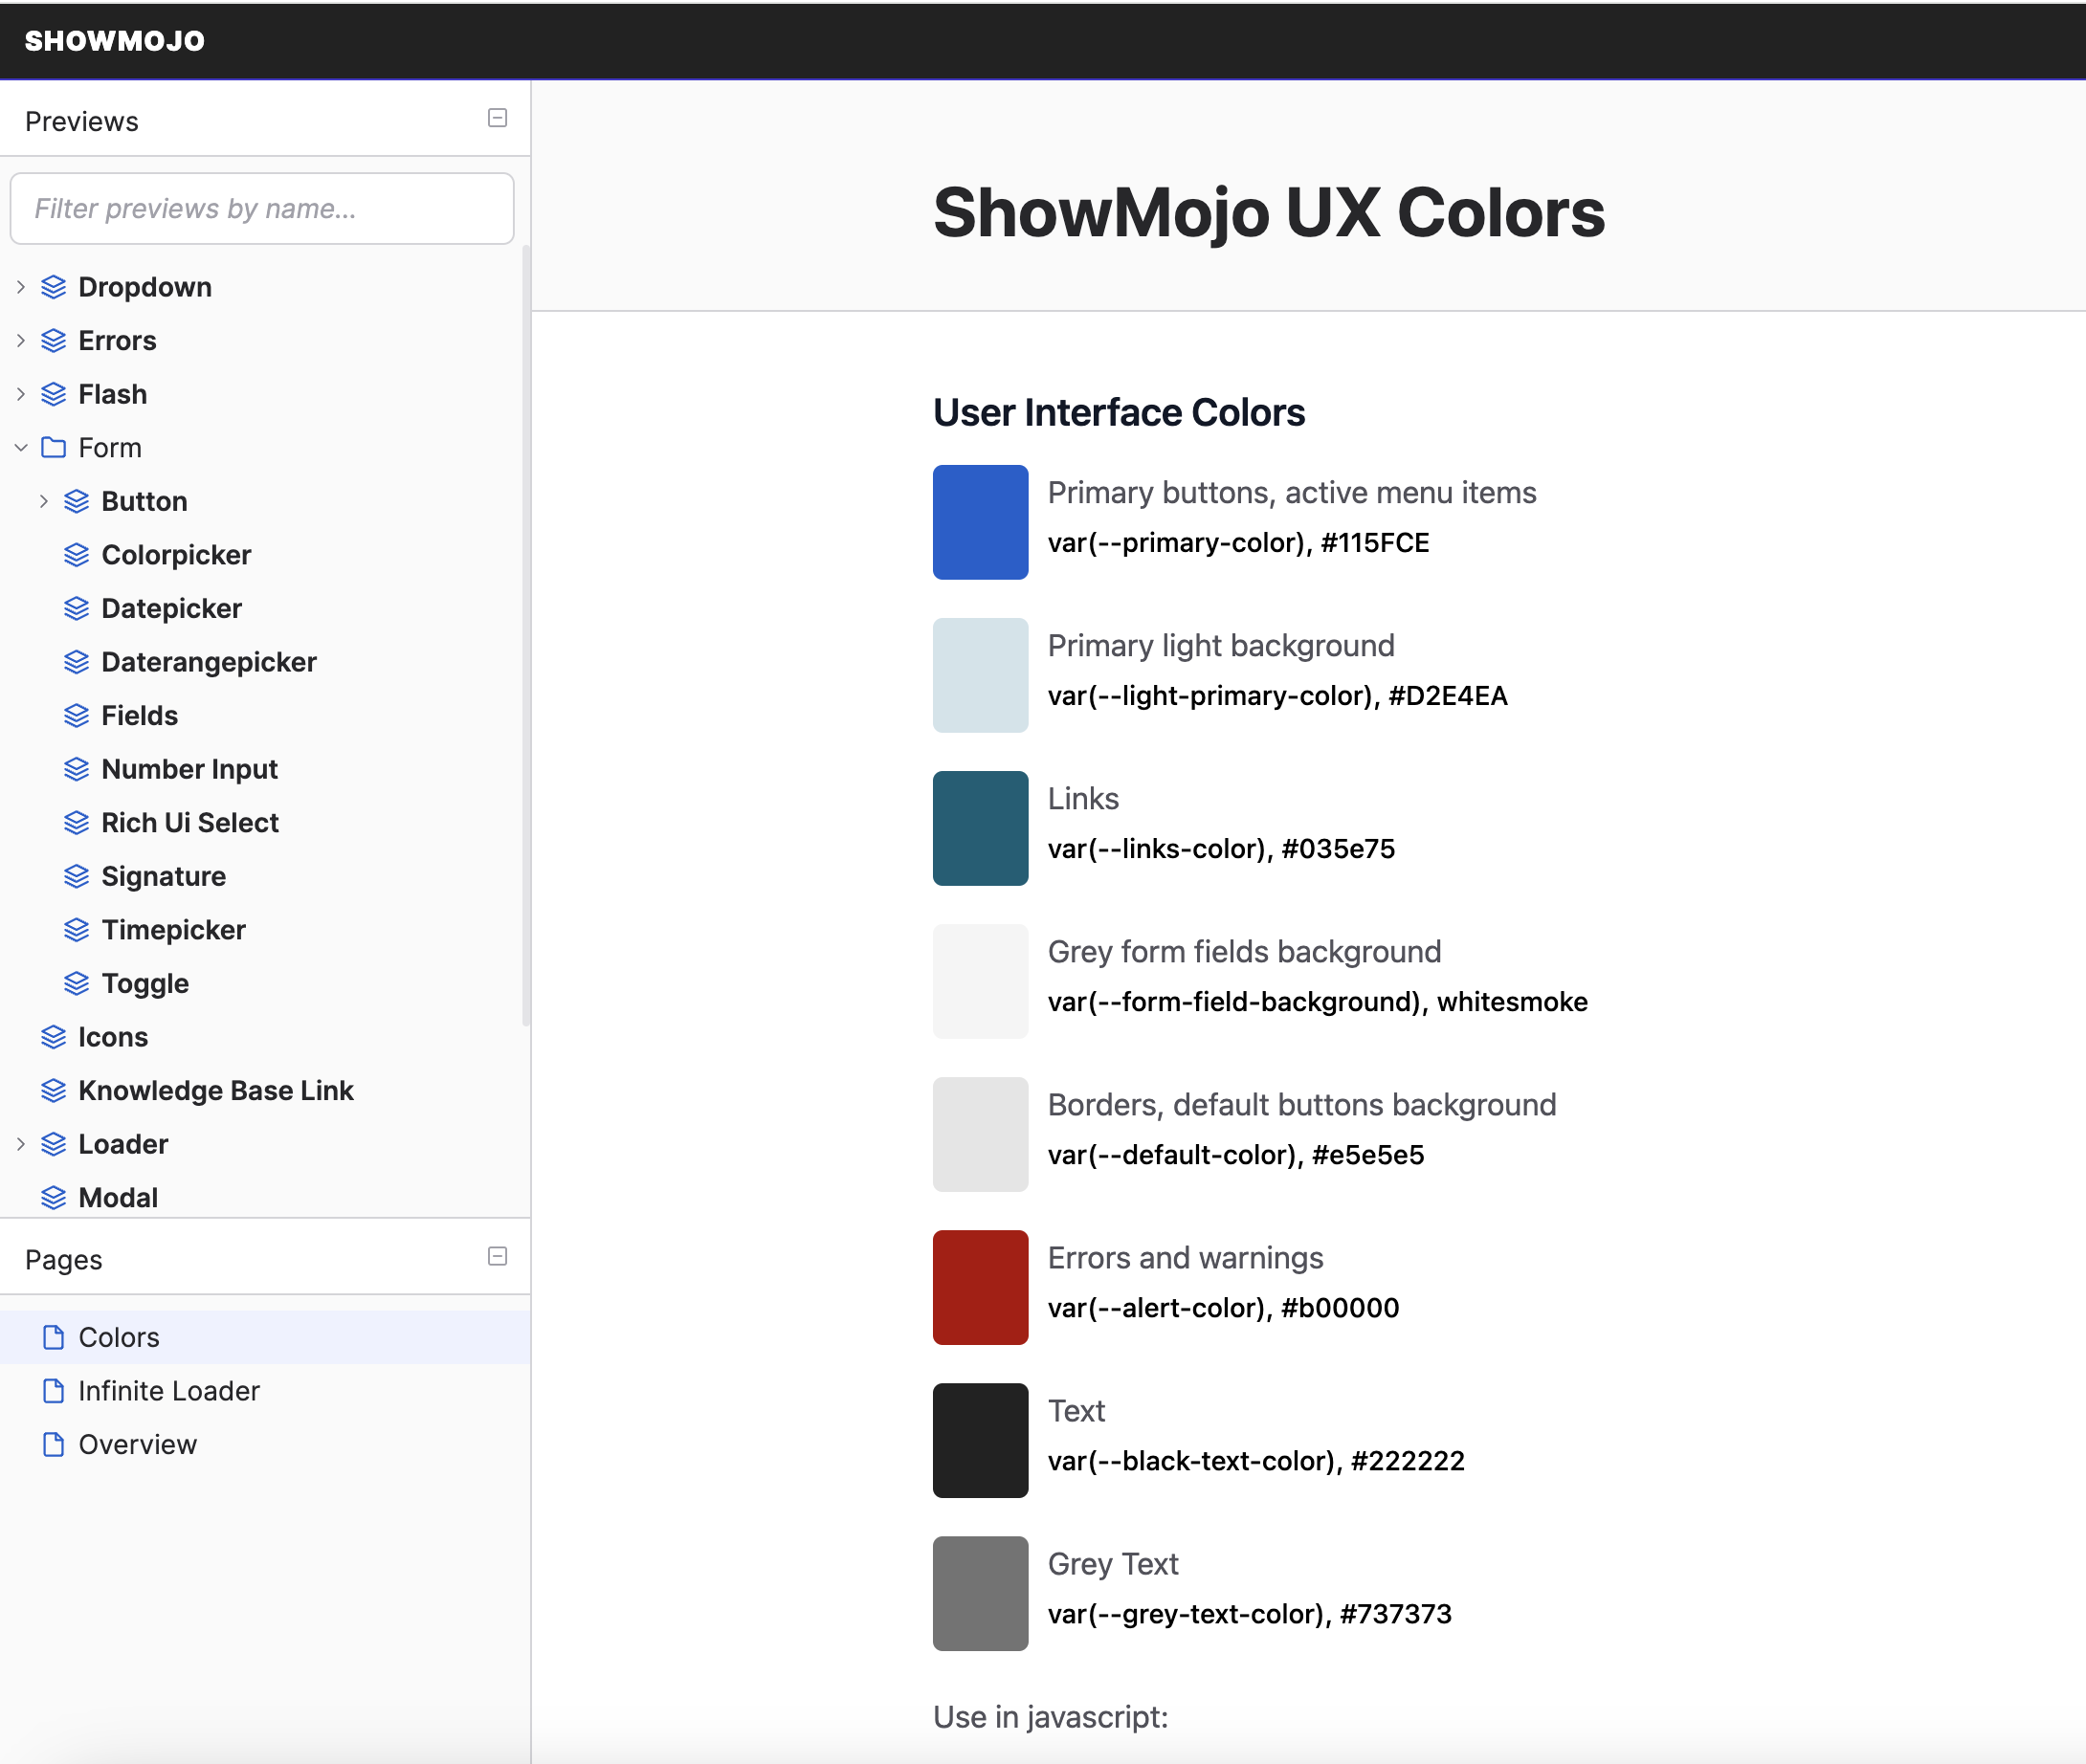 SHOWMOJO
Previews
Filter previews by name...
Dropdown
Errors
Flash
Form
Button
Colorpicker
Datepicker
Daterangepicker
Fields
Number Input
Rich Ui Select
Signature
Timepicker
Toggle
Icons
Knowledge Base Link
Loader
Modal
Pages
Colors
Infinite Loader
Overview
ShowMojo UX Colors
User Interface Colors
Primary buttons, active menu items
var(--primary-color), #115FCE
Primary light background
var(--light-primary-color), #D2E4EA
Links
var(--links-color), #035e75
Grey form fields background
var(--form-field-background), whitesmoke
Borders, default buttons background
var(--default-color), #e5e5e5
Errors and warnings
var(--alert-color), #b00000
Text
var(--black-text-color), #222222
Grey Text
var(--grey-text-color), #737373
Use in javascript: